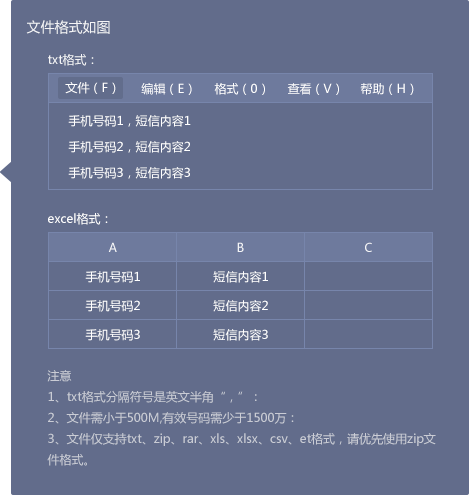 文件格式如图
txt格式：
文件（F） 编辑（E） 格式（0） 查看（V） 帮助（H）
手机号码1，短信内容1
手机号码2，短信内容2
手机号码3，短信内容3
excel格式：
A B C
手机号码1 短信内容1
手机号码2 短信内容2
手机号码3 短信内容3
注意
1、txt格式分隔符号是英文半角“，”：
2、文件需小于500M,有效号码需少于1500万：
3、文件仅支持txt、zip、rar、xls、xlsx、csv、et格式，请优先使用zip文
件格式。